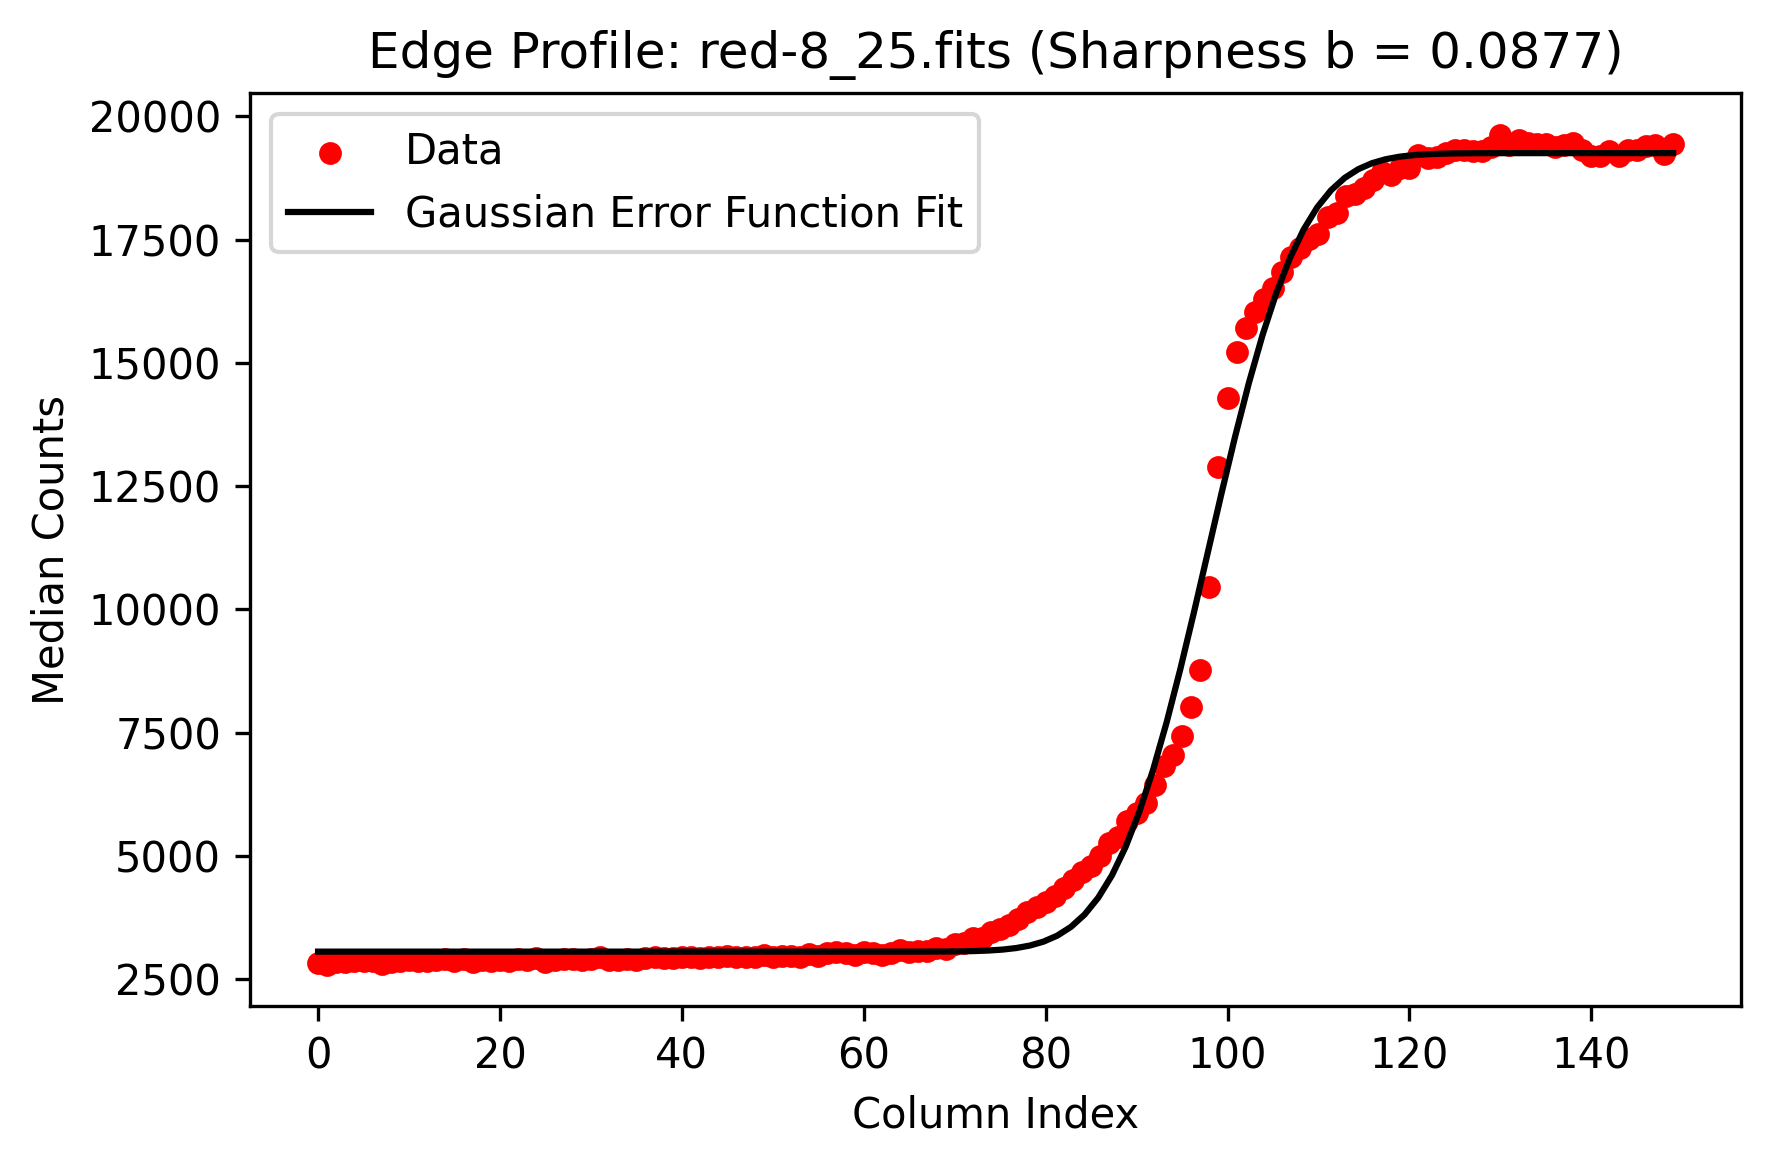 Edge Profile: red-8_25.fits (Sharpness b = 0.0877)
Data
Gaussian Error Function Fit
Median Counts
20000
17500
15000
12500
10000
7500
5000
2500
0 20 40 60 80 100 120 140
Column Index